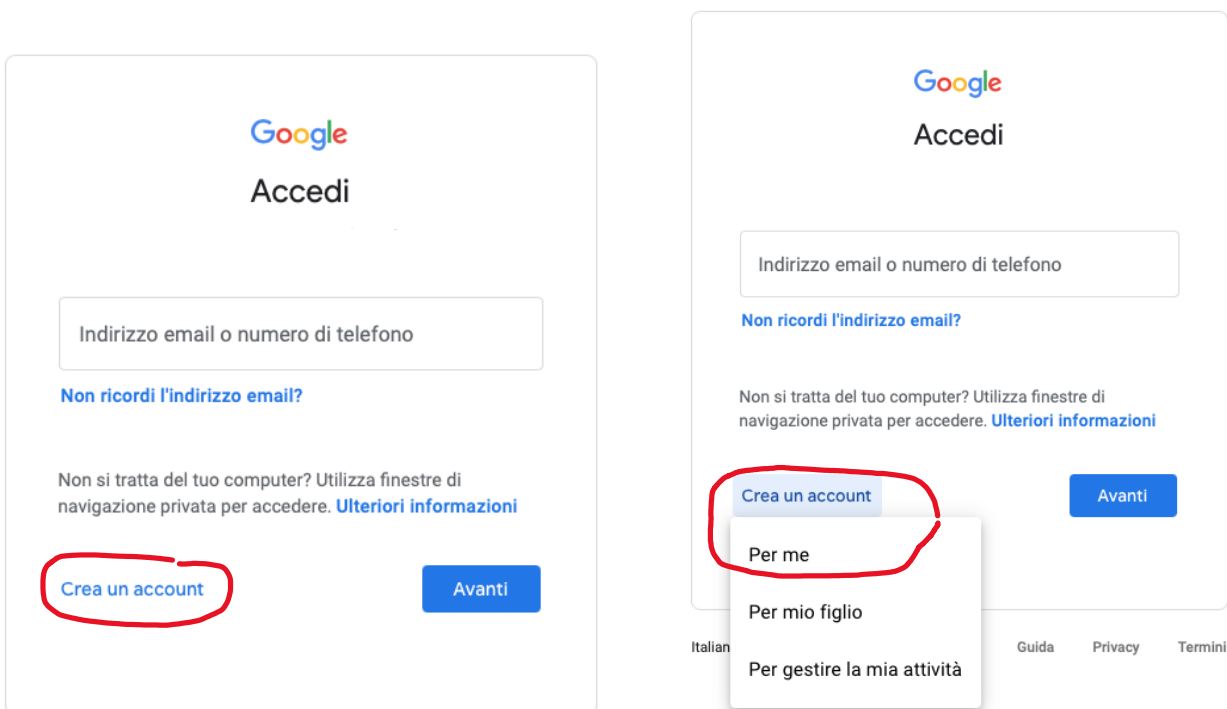 Google
Accedi
Indirizzo email o numero di telefono
Non ricordi l'indirizzo email?
Non si tratta del tuo computer? Utilizza finestre di
navigazione privata per accedere. Ulteriori informazioni
Crea un account
Avanti
Google
Accedi
Indirizzo email o numero di telefono
Non ricordi l'indirizzo email?
Non si tratta del tuo computer? Utilizza finestre di
navigazione privata per accedere. Ulteriori informazioni
Crea un account
Avanti
Per me
Per mio figlio
Italian Guida Privacy Termini
Per gestire la mia attività